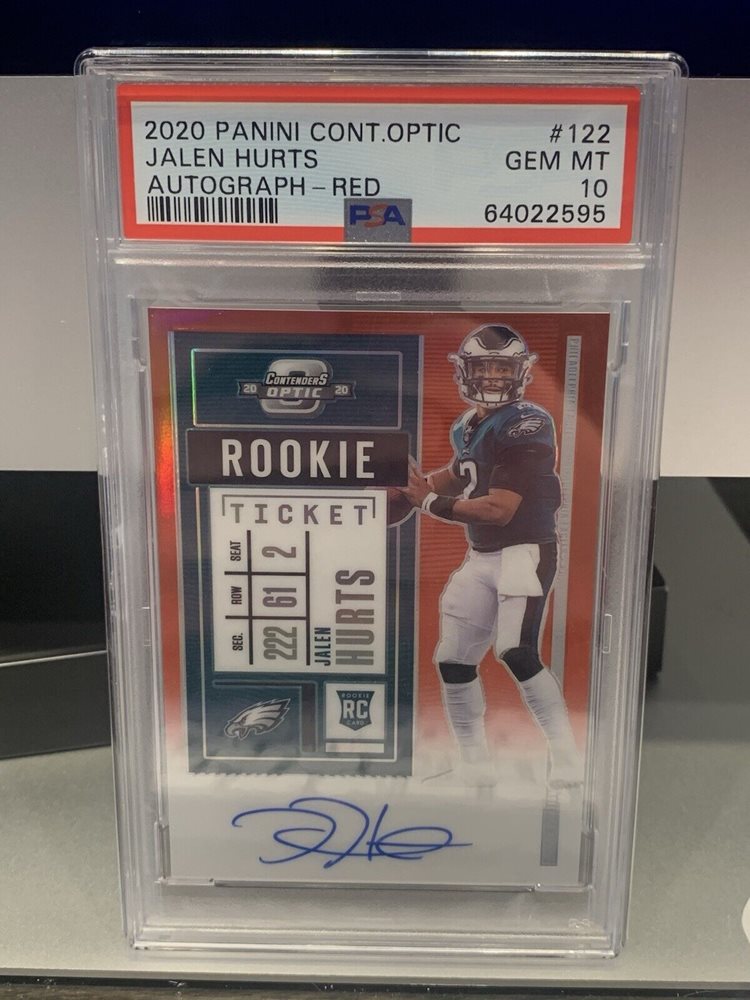 2020 PANINI CONT.OPTIC #122
JALEN HURTS GEM MT
AUTOGRAPH – RED 10
PSA 64022595
CONTENDERS
20 OPTIC 20
ROOKIE
TICKET
SEC. ROW SEAT
222 61 2
JALEN
HURTS
ROOKIE
RC
CARD
2